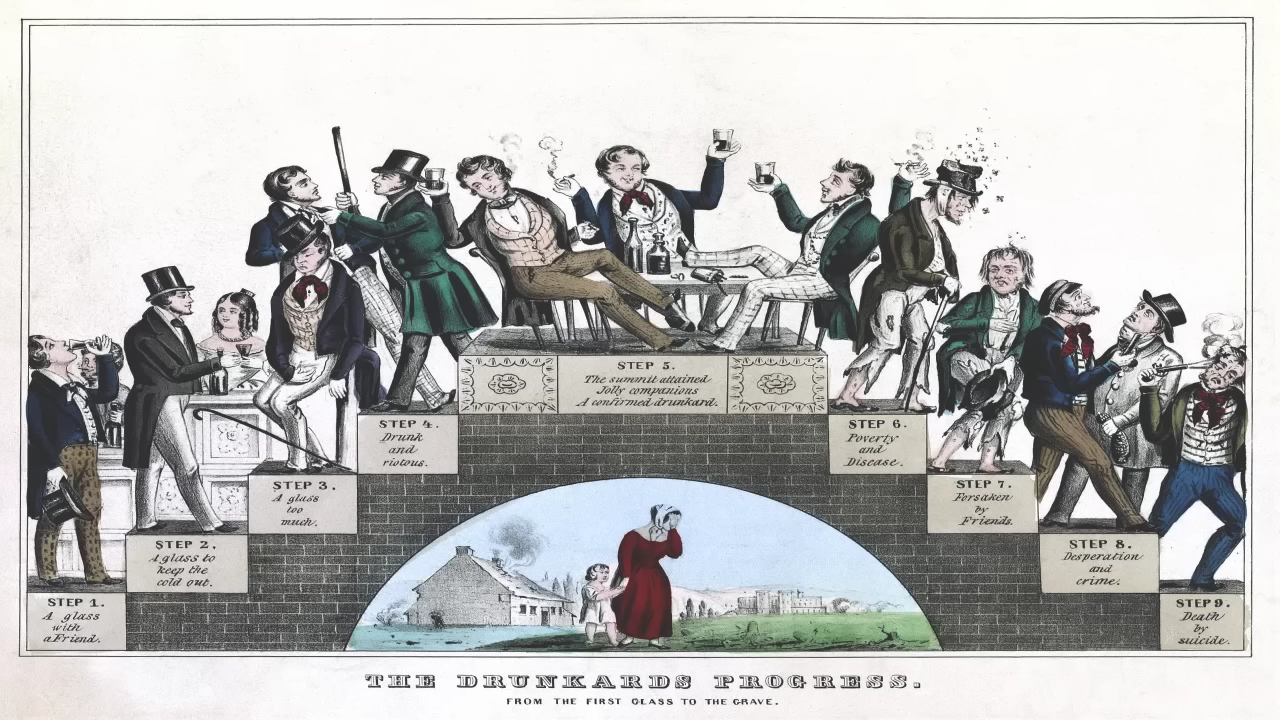 STEP 1.
A glass
with
a Friend.
STEP 2.
A glass to
keep the
cold out.
STEP 3.
A glass
too
much.
STEP 4.
Drunk
and
riotous.
STEP 5.
The summit attained
Jolly companions
A confirmed drunkard.
STEP 6.
Poverty
and
Disease.
STEP 7.
Forsaken
by
Friends.
STEP 8.
Desperation
and
crime.
STEP 9.
Death
by
suicide.
THE DRUNKARDS PROGRESS.
FROM THE FIRST GLASS TO THE GRAVE.